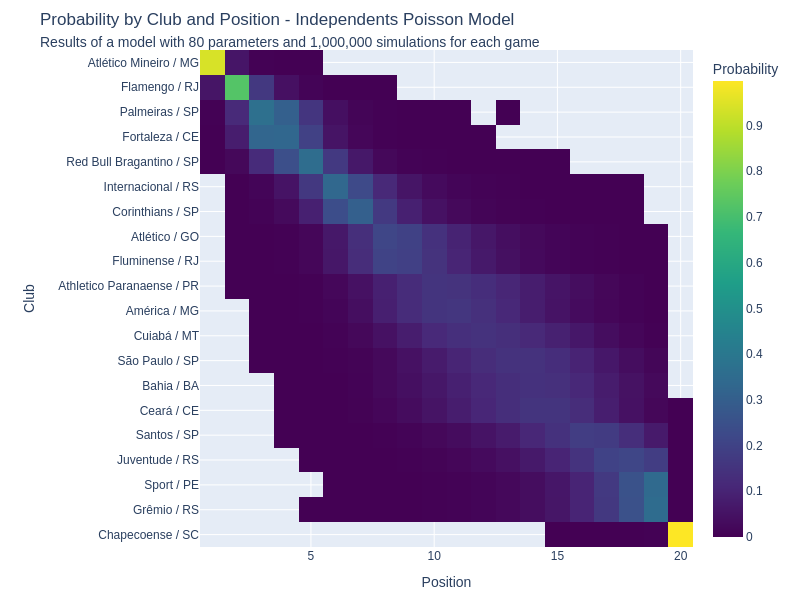 Probability by Club and Position - Independents Poisson Model
Results of a model with 80 parameters and 1,000,000 simulations for each game
Probability
Club
Atlético Mineiro / MG
Flamengo / RJ
Palmeiras / SP
Fortaleza / CE
Red Bull Bragantino / SP
Internacional / RS
Corinthians / SP
Atlético / GO
Fluminense / RJ
Athletico Paranaense / PR
América / MG
Cuiabá / MT
São Paulo / SP
Bahia / BA
Ceará / CE
Santos / SP
Juventude / RS
Sport / PE
Grêmio / RS
Chapecoense / SC
0.9
0.8
0.7
0.6
0.5
0.4
0.3
0.2
0.1
0
5 10 15 20
Position